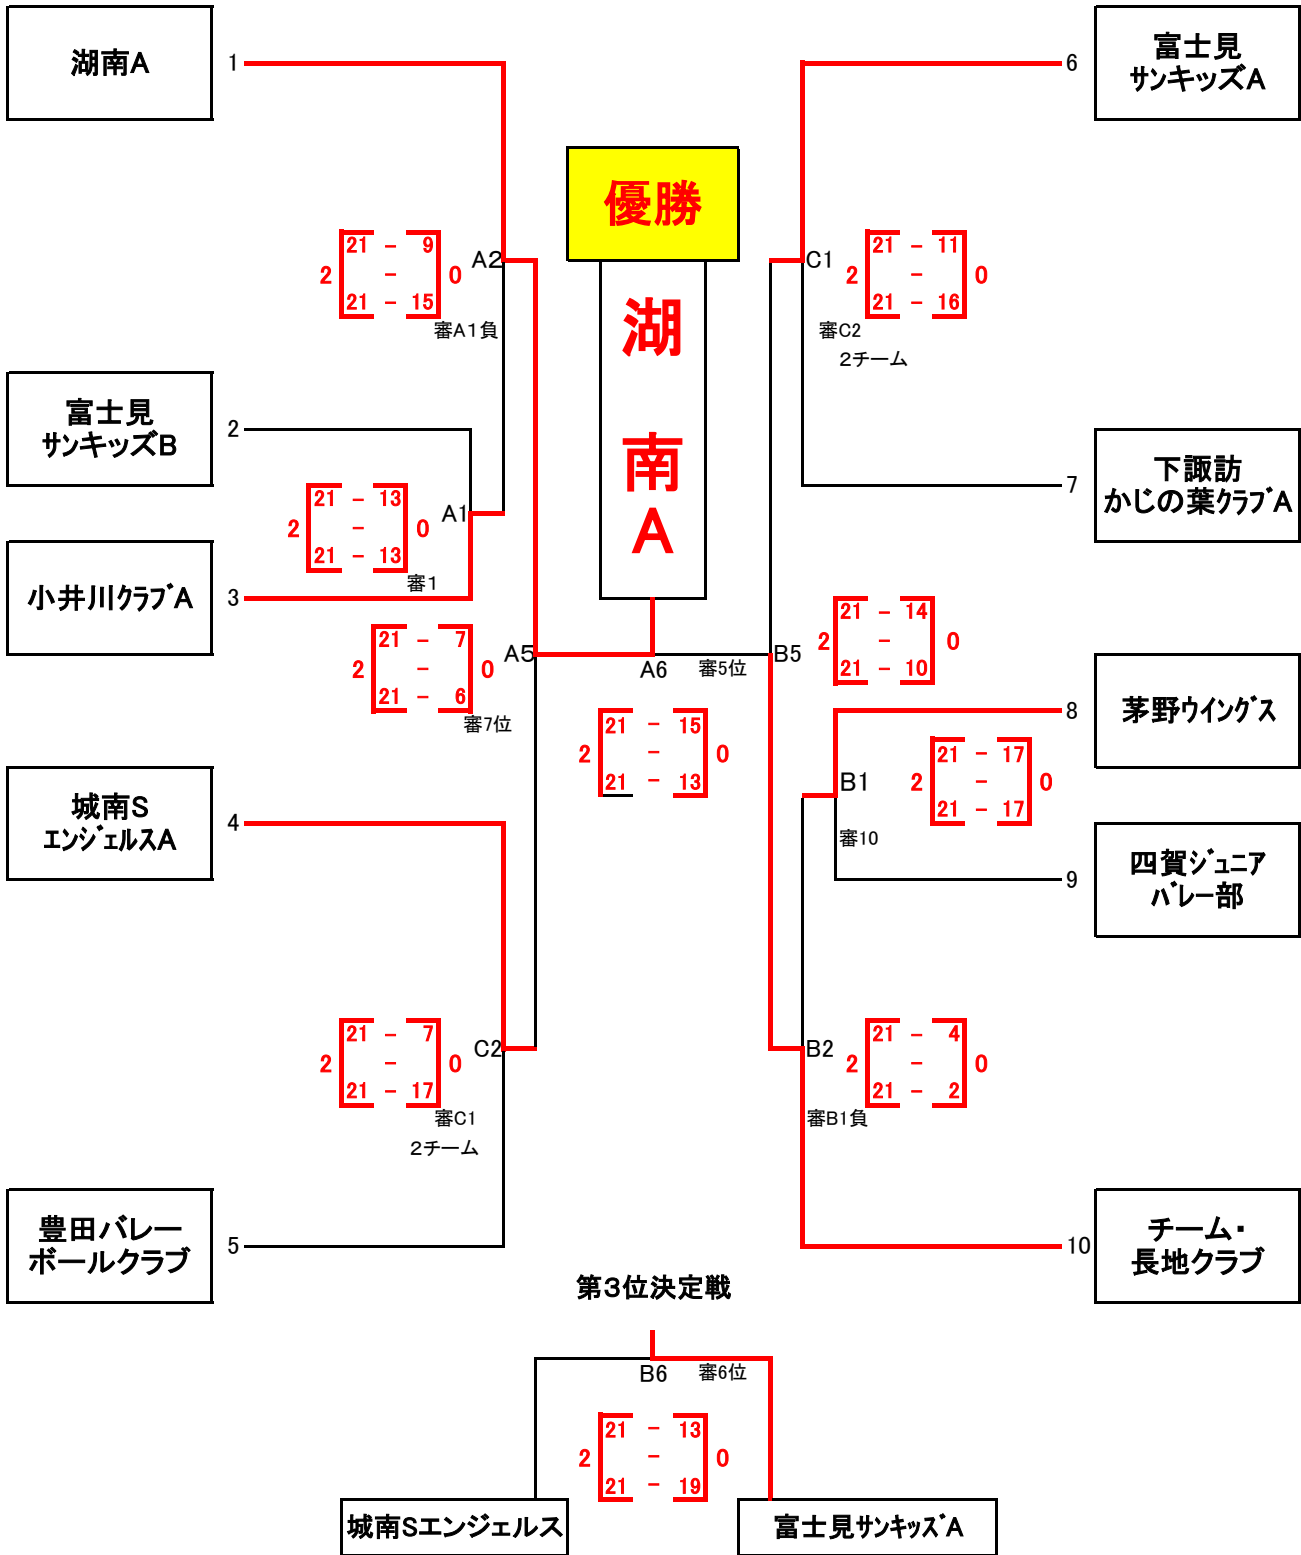 湖南A
1
富士見
サンキッズB
2
小井川クラブA
3
城南S
エンジェルスA
4
豊田バレー
ボールクラブ
5
富士見
サンキッズA
6
下諏訪
かじの葉クラブA
7
茅野ウイングス
8
四賀ジュニア
バレー部
9
チーム・
長地クラブ
10
優勝
湖
南
A
A2
21 - 9
2 - 0
21 - 15
審A1負
A1
21 - 13
2 - 0
21 - 13
審1
A5
21 - 7
2 - 0
21 - 6
審7位
C2
21 - 7
2 - 0
21 - 17
審C1
2チーム
C1
21 - 11
2 - 0
21 - 16
審C2
2チーム
B5
21 - 14
2 - 0
21 - 10
B1
21 - 17
2 - 0
21 - 17
審10
B2
21 - 4
2 - 0
21 - 2
審B1負
A6
審5位
21 - 15
2 - 0
21 - 13
第3位決定戦
B6
審6位
21 - 13
2 - 0
21 - 19
城南Sエンジェルス
富士見サンキッズA